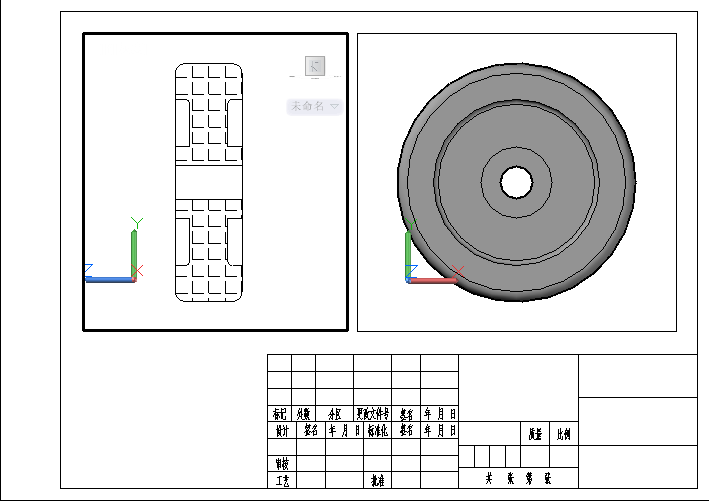 未命名
Y
Z
X
Z
标记 处数 分区 更改文件号 签名 年 月 日
设计 签名 年 月 日 标准化 签名 年 月 日
质量 比例
审核
工艺 批准
共 张 第 张